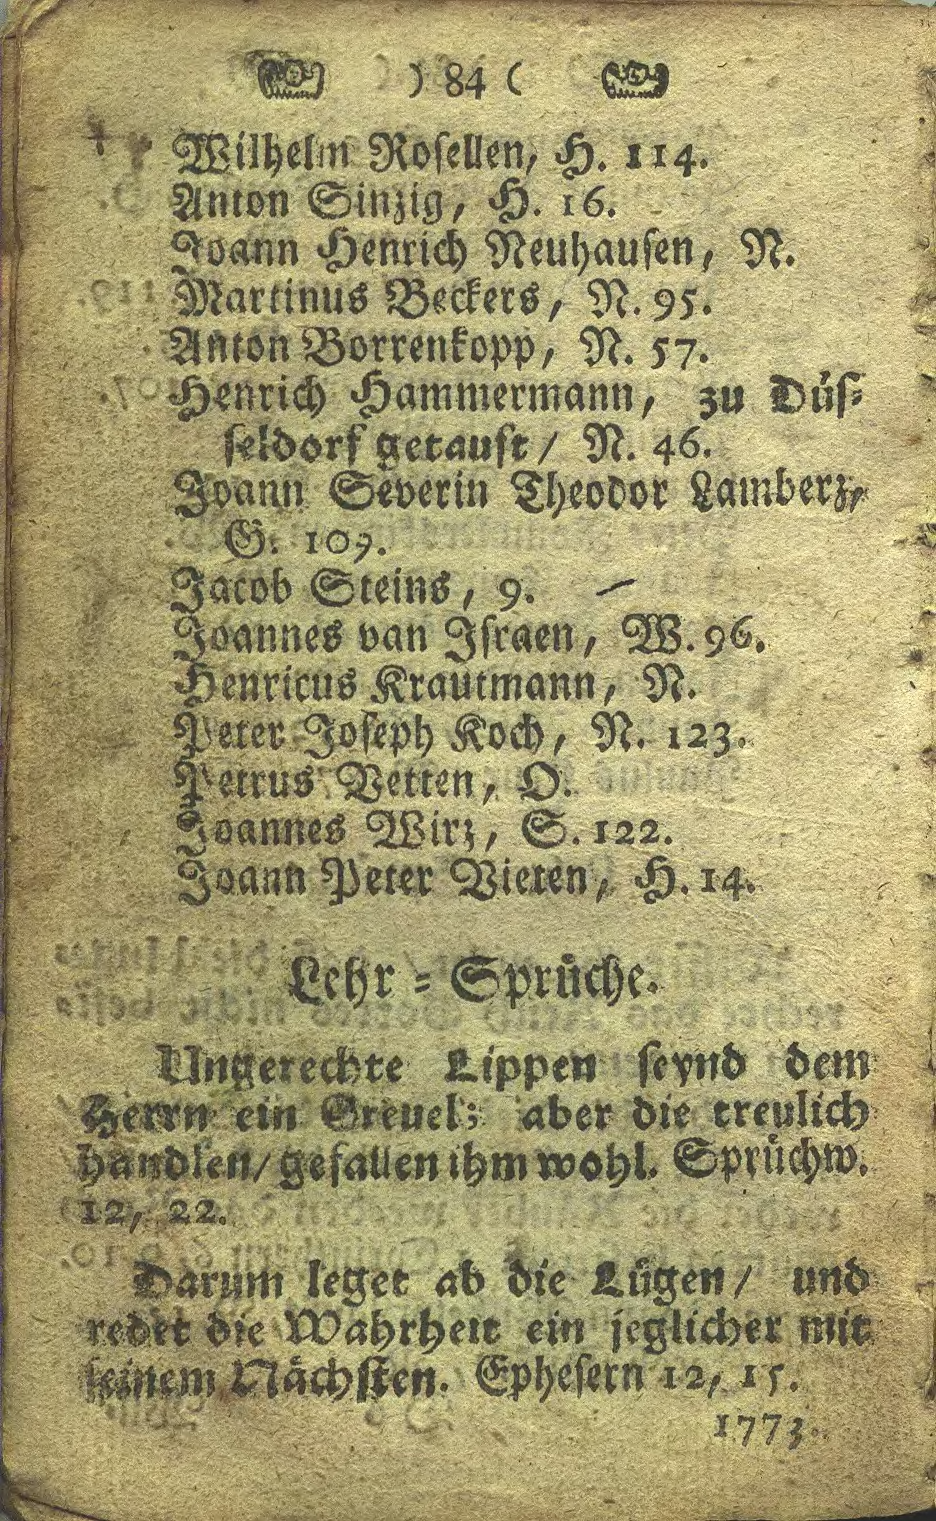 ) 84 (
Wilhelm Rosellen, H. 114.
Anton Sinzig, H. 16.
Joann Henrich Neuhausen, N.
Martinus Beckers, N. 95.
Anton Borrenkopp, N. 57.
Henrich Hammermann, zu Düs=
seldorf getauft / N. 46.
Joann Severin Theodor Lamberz,
G. 109.
Jacob Steins, 9. –
Joannes van Israen, W. 96.
Henricus Krautmann, N.
Peter Joseph Koch, N. 123.
Petrus Vetten, O.
Joannes Wirz, S. 122.
Joann Peter Vieten, H. 14.
Lehr = Sprüche.
Ungerechte Lippen seynd dem
Herrn ein Greuel; aber die treulich
handlen / gefallen ihm wohl. Sprüchw.
12, 22.
Darum leget ab die Lügen / und
redet die Wahrheit ein jeglicher mit
seinem Nächsten. Ephesern 12, 15.
1773.